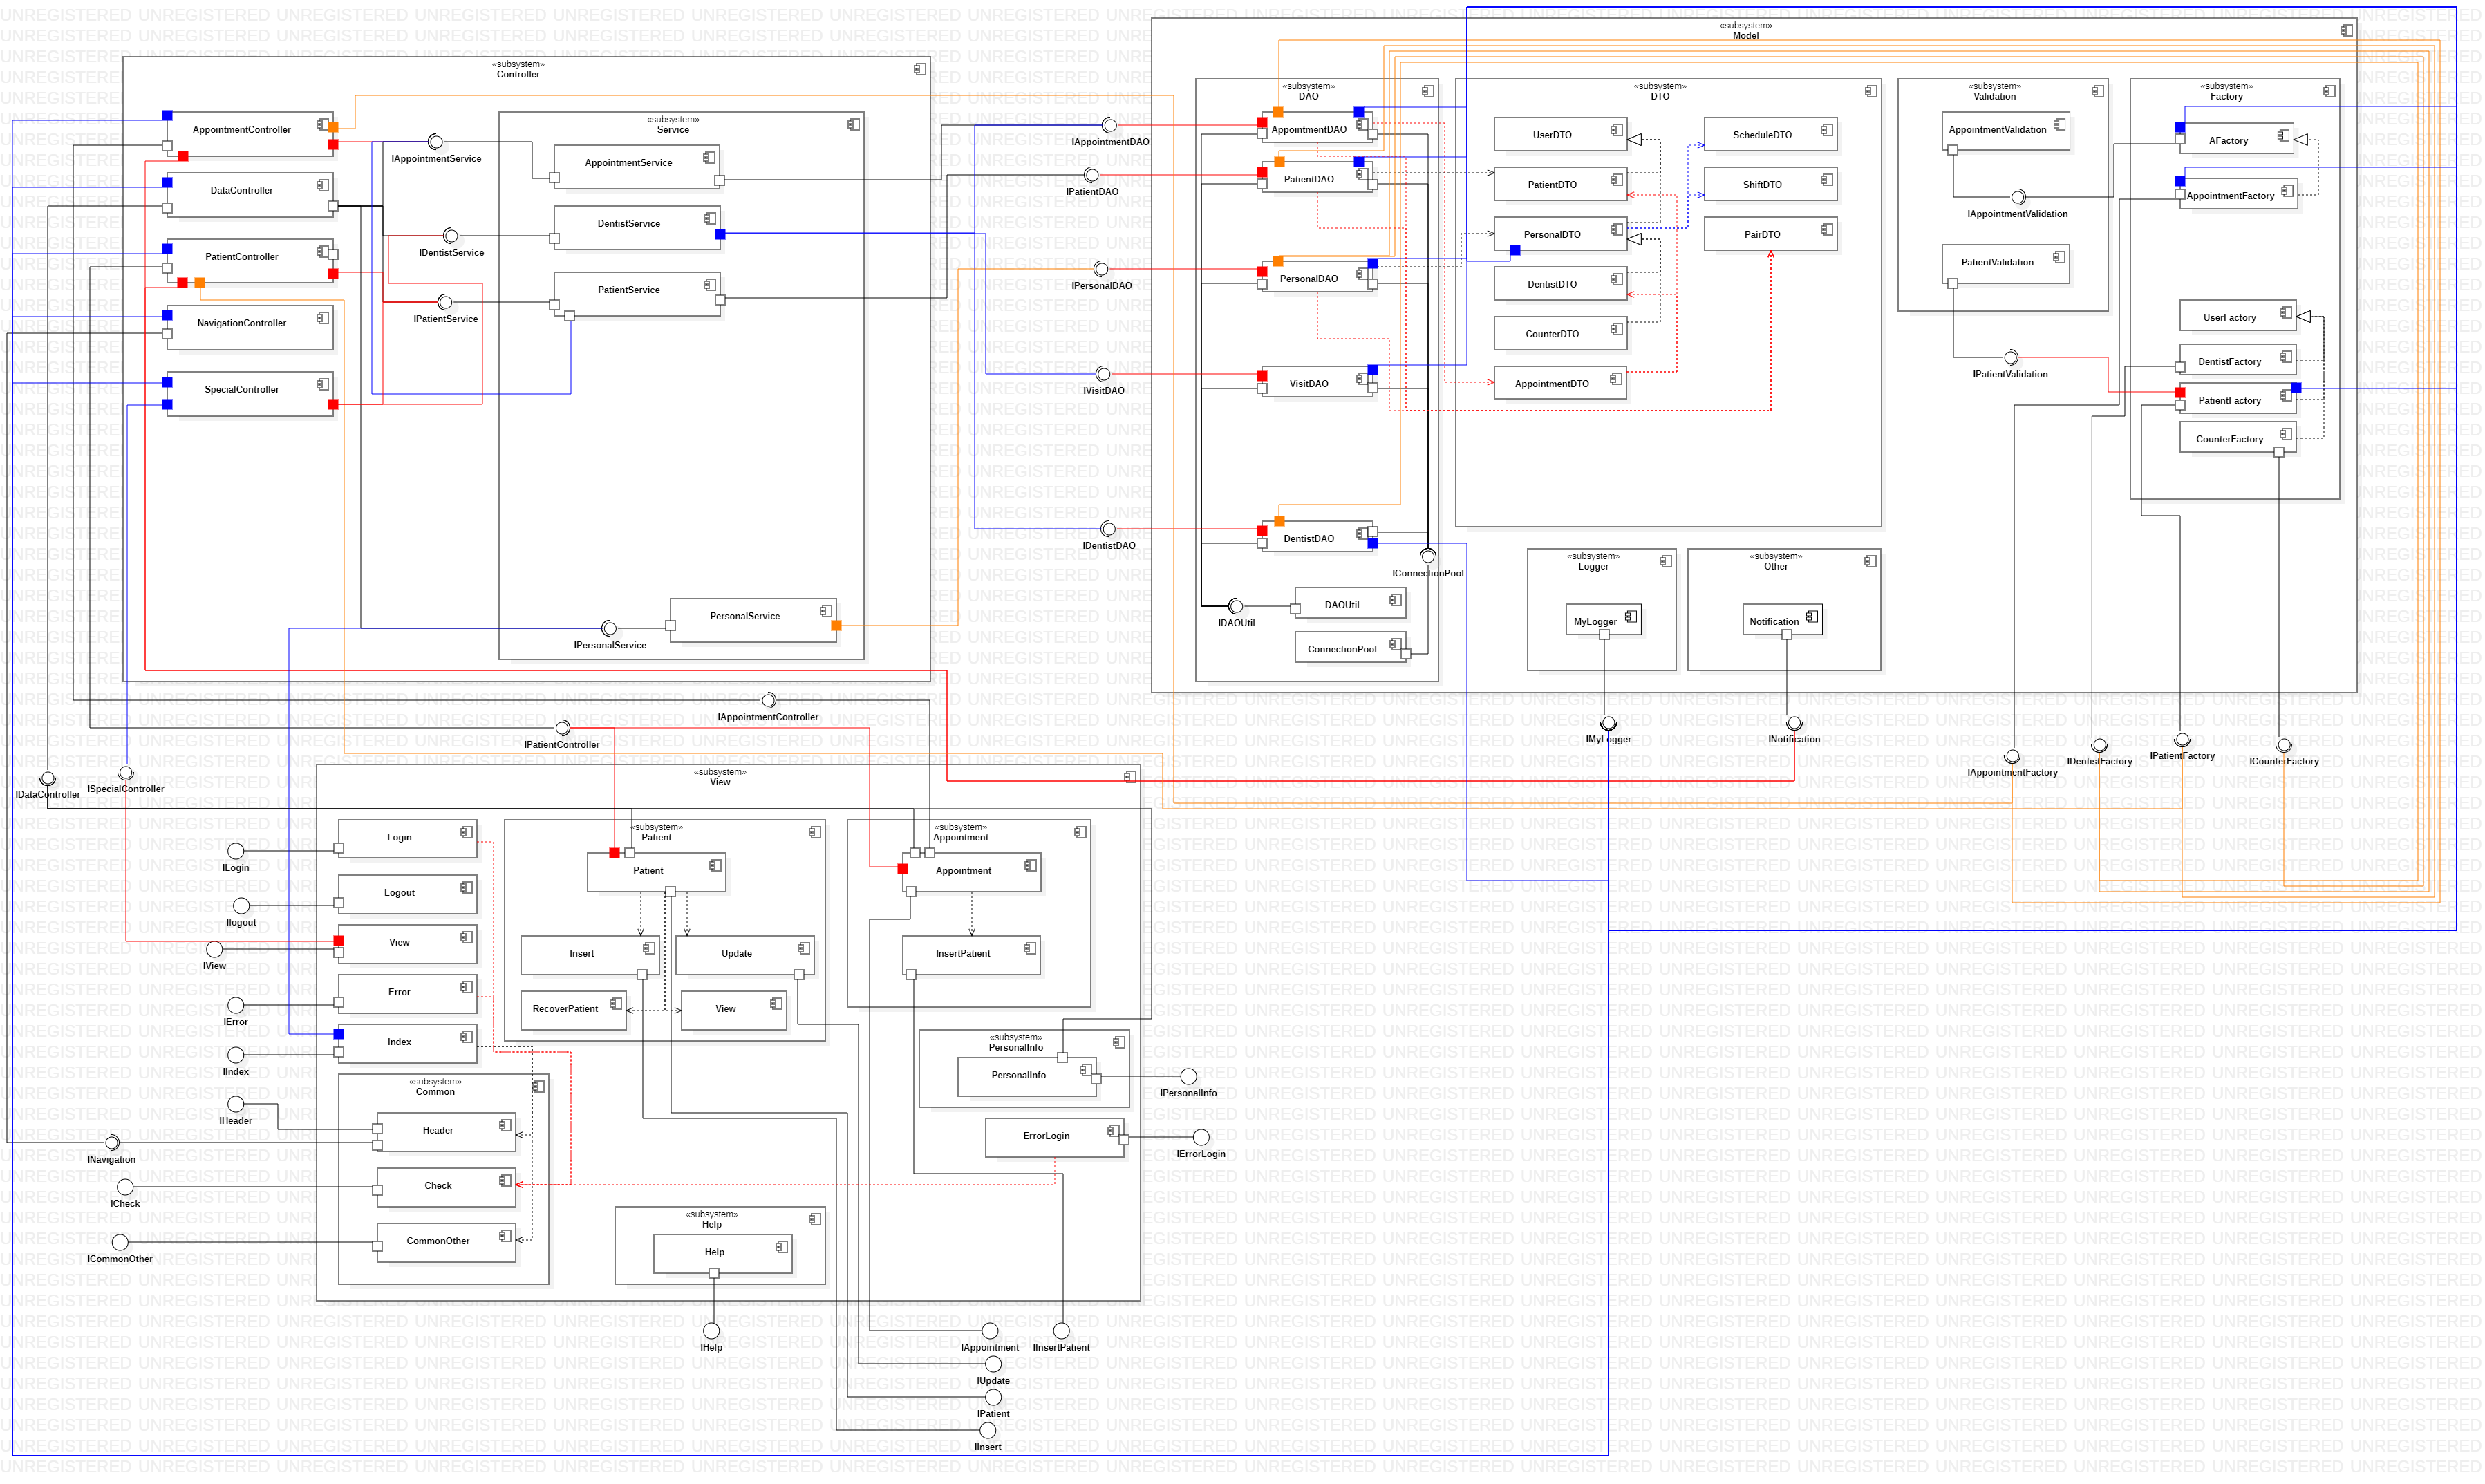 «subsystem»
Controller
AppointmentController
DataController
PatientController
NavigationController
SpecialController
IAppointmentService
IDentistService
IPatientService
IPersonalService
«subsystem»
Service
AppointmentService
DentistService
PatientService
PersonalService
IAppointmentDAO
IPatientDAO
IPersonalDAO
IVisitDAO
IDentistDAO
«subsystem»
Model
«subsystem»
DAO
AppointmentDAO
PatientDAO
PersonalDAO
VisitDAO
DentistDAO
IConnectionPool
DAOUtil
IDAOUtil
ConnectionPool
«subsystem»
DTO
UserDTO
ScheduleDTO
PatientDTO
ShiftDTO
PersonalDTO
PairDTO
DentistDTO
CounterDTO
AppointmentDTO
«subsystem»
Validation
AppointmentValidation
IAppointmentValidation
PatientValidation
IPatientValidation
«subsystem»
Factory
AFactory
AppointmentFactory
UserFactory
DentistFactory
PatientFactory
CounterFactory
«subsystem»
Logger
MyLogger
«subsystem»
Other
Notification
IMyLogger
INotification
IAppointmentFactory
IDentistFactory
IPatientFactory
ICounterFactory
IAppointmentController
IPatientController
IDataController
ISpecialController
«subsystem»
View
Login
Logout
View
Error
Index
ILogin
Ilogout
IView
IError
IIndex
IHeader
INavigation
ICheck
ICommonOther
«subsystem»
Common
Header
Check
CommonOther
«subsystem»
Patient
Patient
Insert
Update
RecoverPatient
View
«subsystem»
Appointment
Appointment
InsertPatient
«subsystem»
PersonalInfo
PersonalInfo
IPersonalInfo
ErrorLogin
IErrorLogin
«subsystem»
Help
Help
IHelp
IAppointment
IInsertPatient
IUpdate
IPatient
IInsert
UNREGISTERED UNREGISTERED UNREGISTERED UNREGISTERED UNREGISTERED UNREGISTERED UNREGISTERED UNREGISTERED